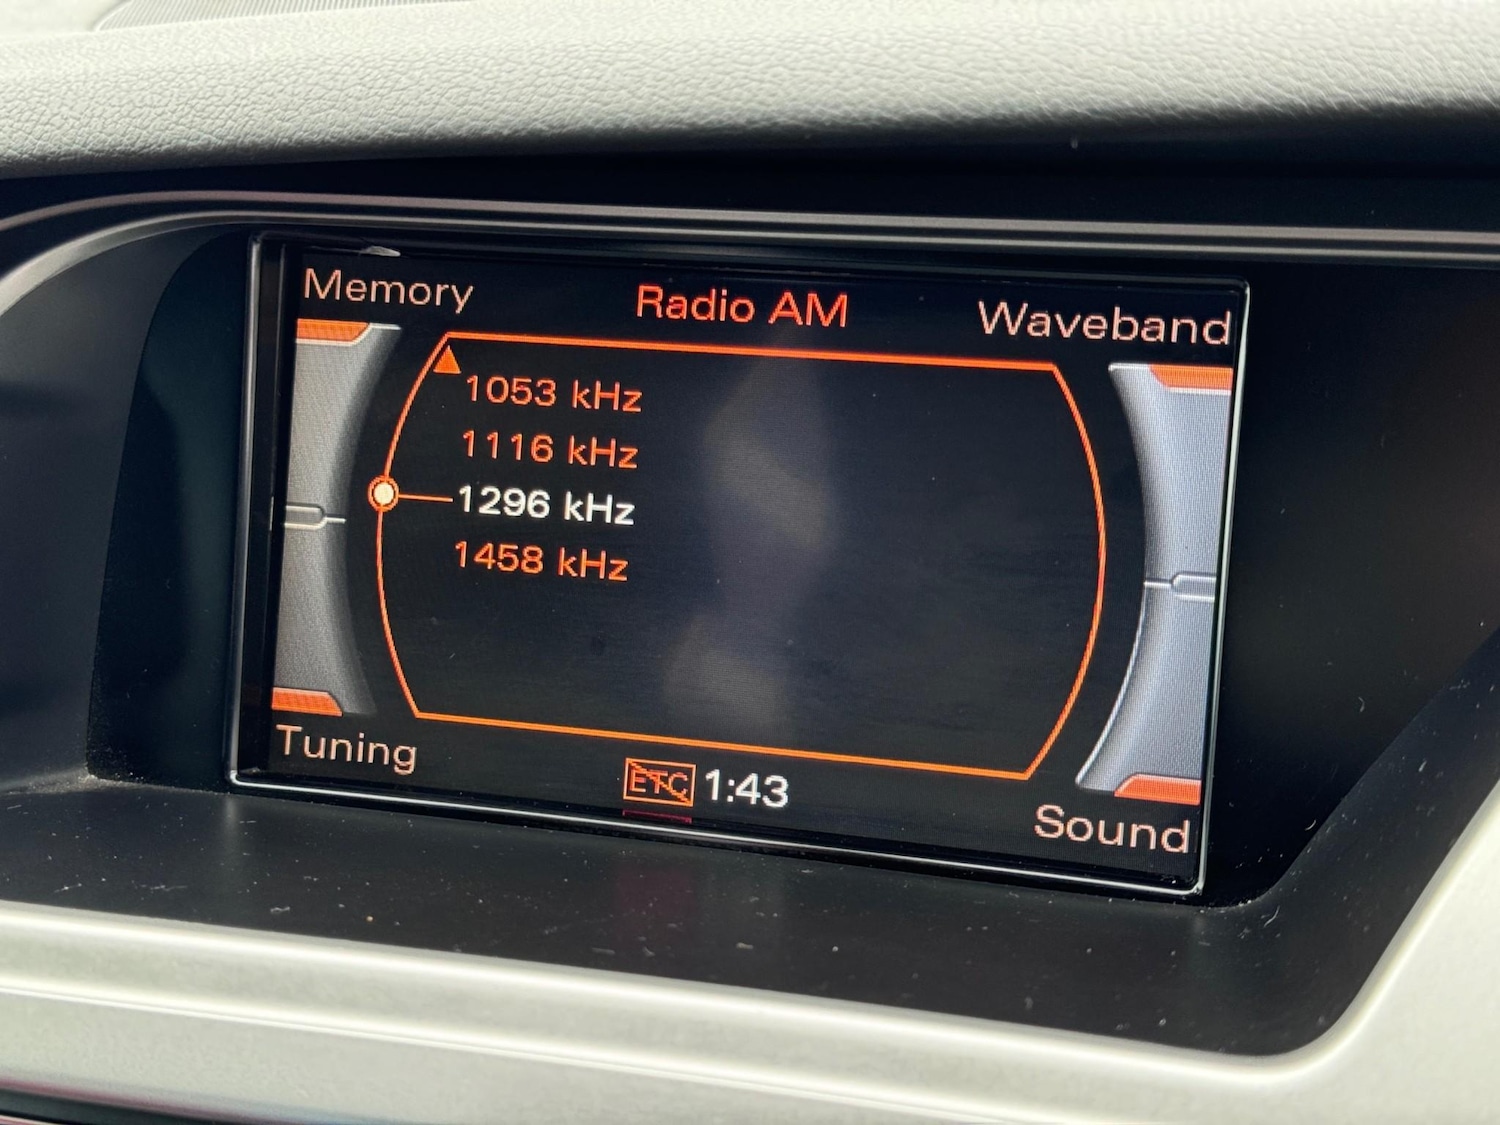 Memory
Radio AM
Waveband
1053 kHz
1116 kHz
1296 kHz
1458 kHz
Tuning
ETC 1:43
Sound